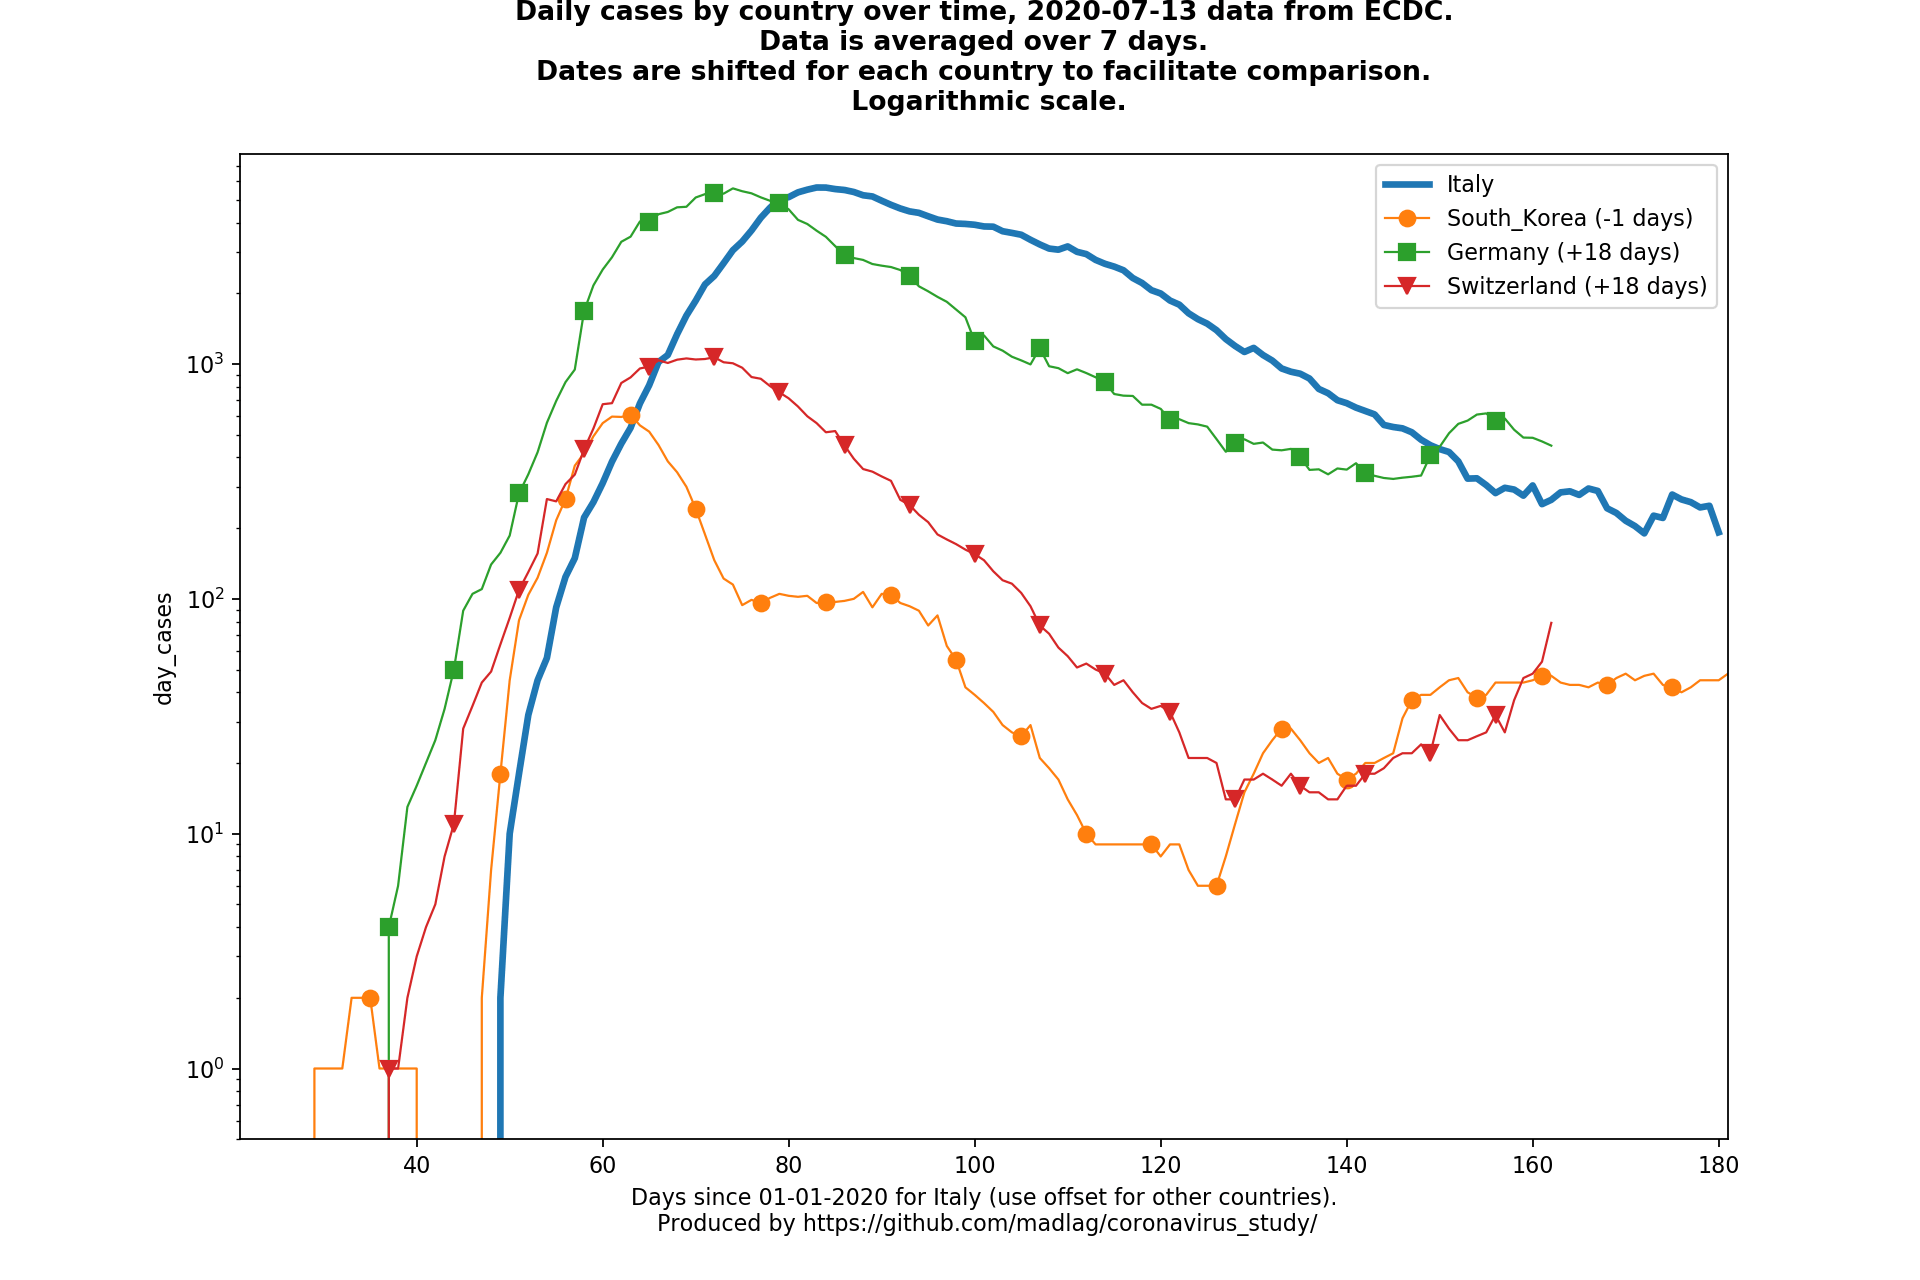 Daily cases by country over time, 2020-07-13 data from ECDC.
Data is averaged over 7 days.
Dates are shifted for each country to facilitate comparison.
Logarithmic scale.
Italy
South_Korea (-1 days)
Germany (+18 days)
Switzerland (+18 days)
day_cases
10³
10²
10¹
10⁰
40 60 80 100 120 140 160 180
Days since 01-01-2020 for Italy (use offset for other countries).
Produced by https://github.com/madlag/coronavirus_study/